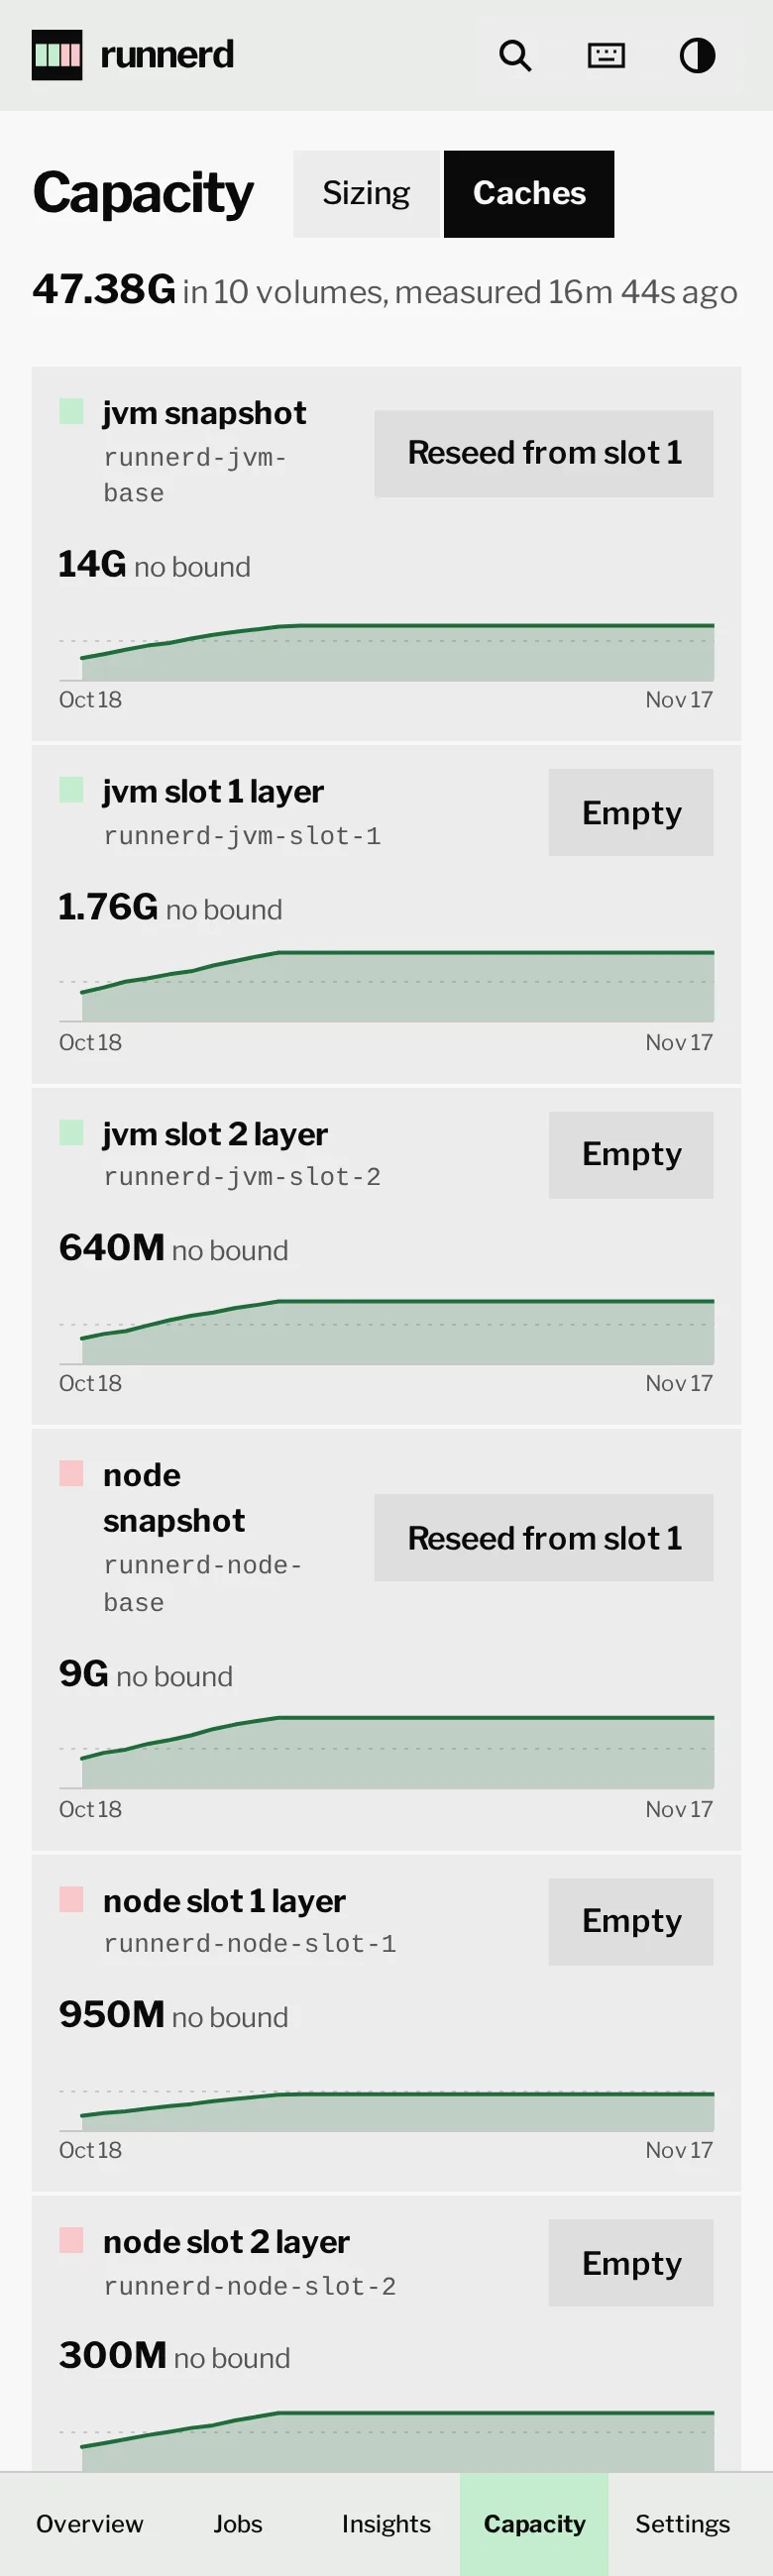 runnerd
Capacity
Sizing
Caches
47.38G in 10 volumes, measured 16m 44s ago
jvm snapshot
runnerd-jvm-
base
Reseed from slot 1
14G no bound
Oct 18
Nov 17
jvm slot 1 layer
runnerd-jvm-slot-1
Empty
1.76G no bound
Oct 18
Nov 17
jvm slot 2 layer
runnerd-jvm-slot-2
Empty
640M no bound
Oct 18
Nov 17
node
snapshot
runnerd-node-
base
Reseed from slot 1
9G no bound
Oct 18
Nov 17
node slot 1 layer
runnerd-node-slot-1
Empty
950M no bound
Oct 18
Nov 17
node slot 2 layer
runnerd-node-slot-2
Empty
300M no bound
Overview
Jobs
Insights
Capacity
Settings